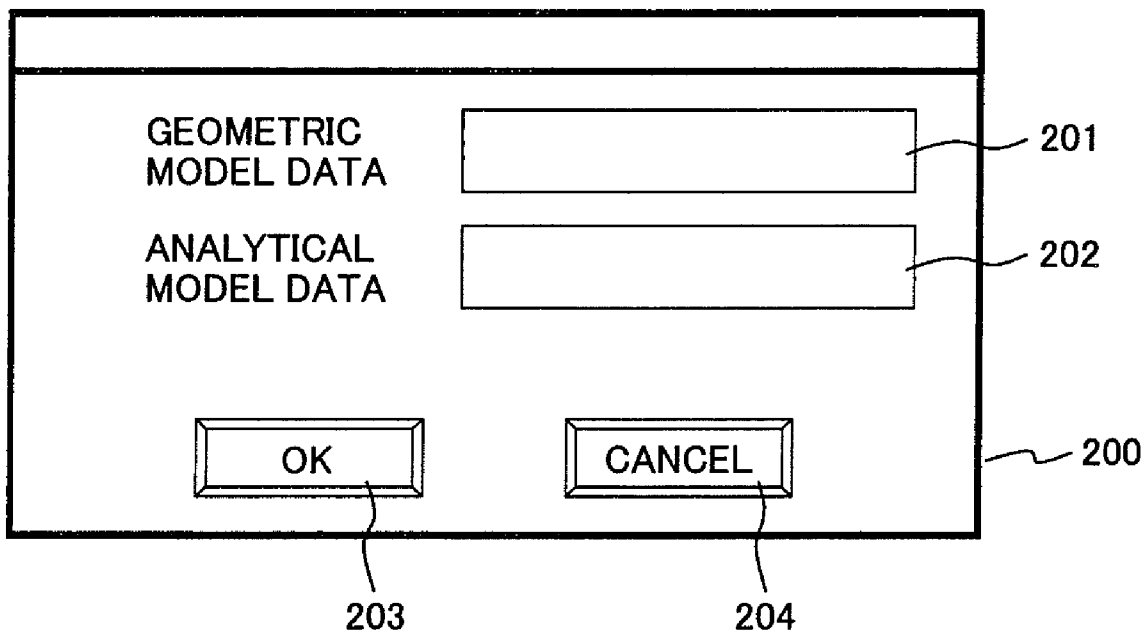 GEOMETRIC
MODEL DATA
201
ANALYTICAL
MODEL DATA
202
OK
CANCEL
200
203
204